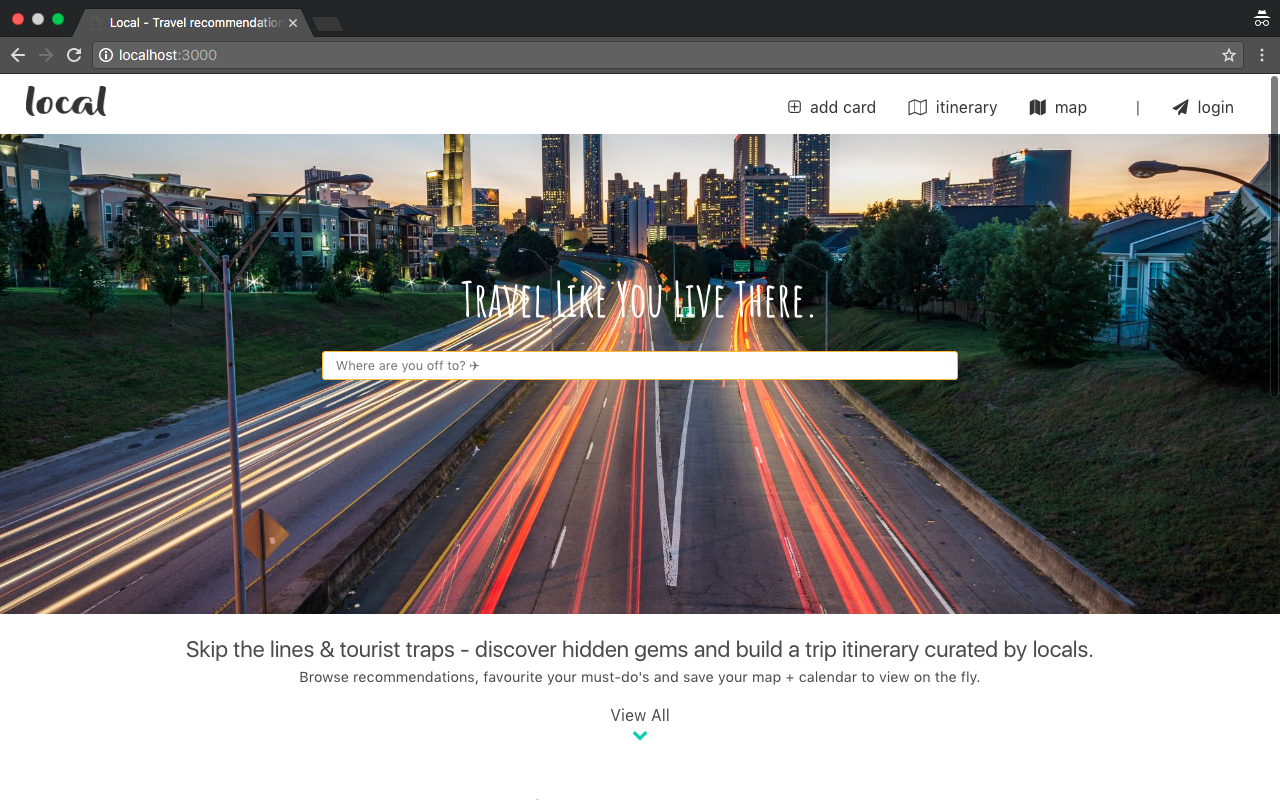 Local - Travel recommendation
localhost:3000
local
add card
itinerary
map
|
login
Travel Like You Live There.
Where are you off to? ✈
Skip the lines & tourist traps - discover hidden gems and build a trip itinerary curated by locals.
Browse recommendations, favourite your must-do's and save your map + calendar to view on the fly.
View All